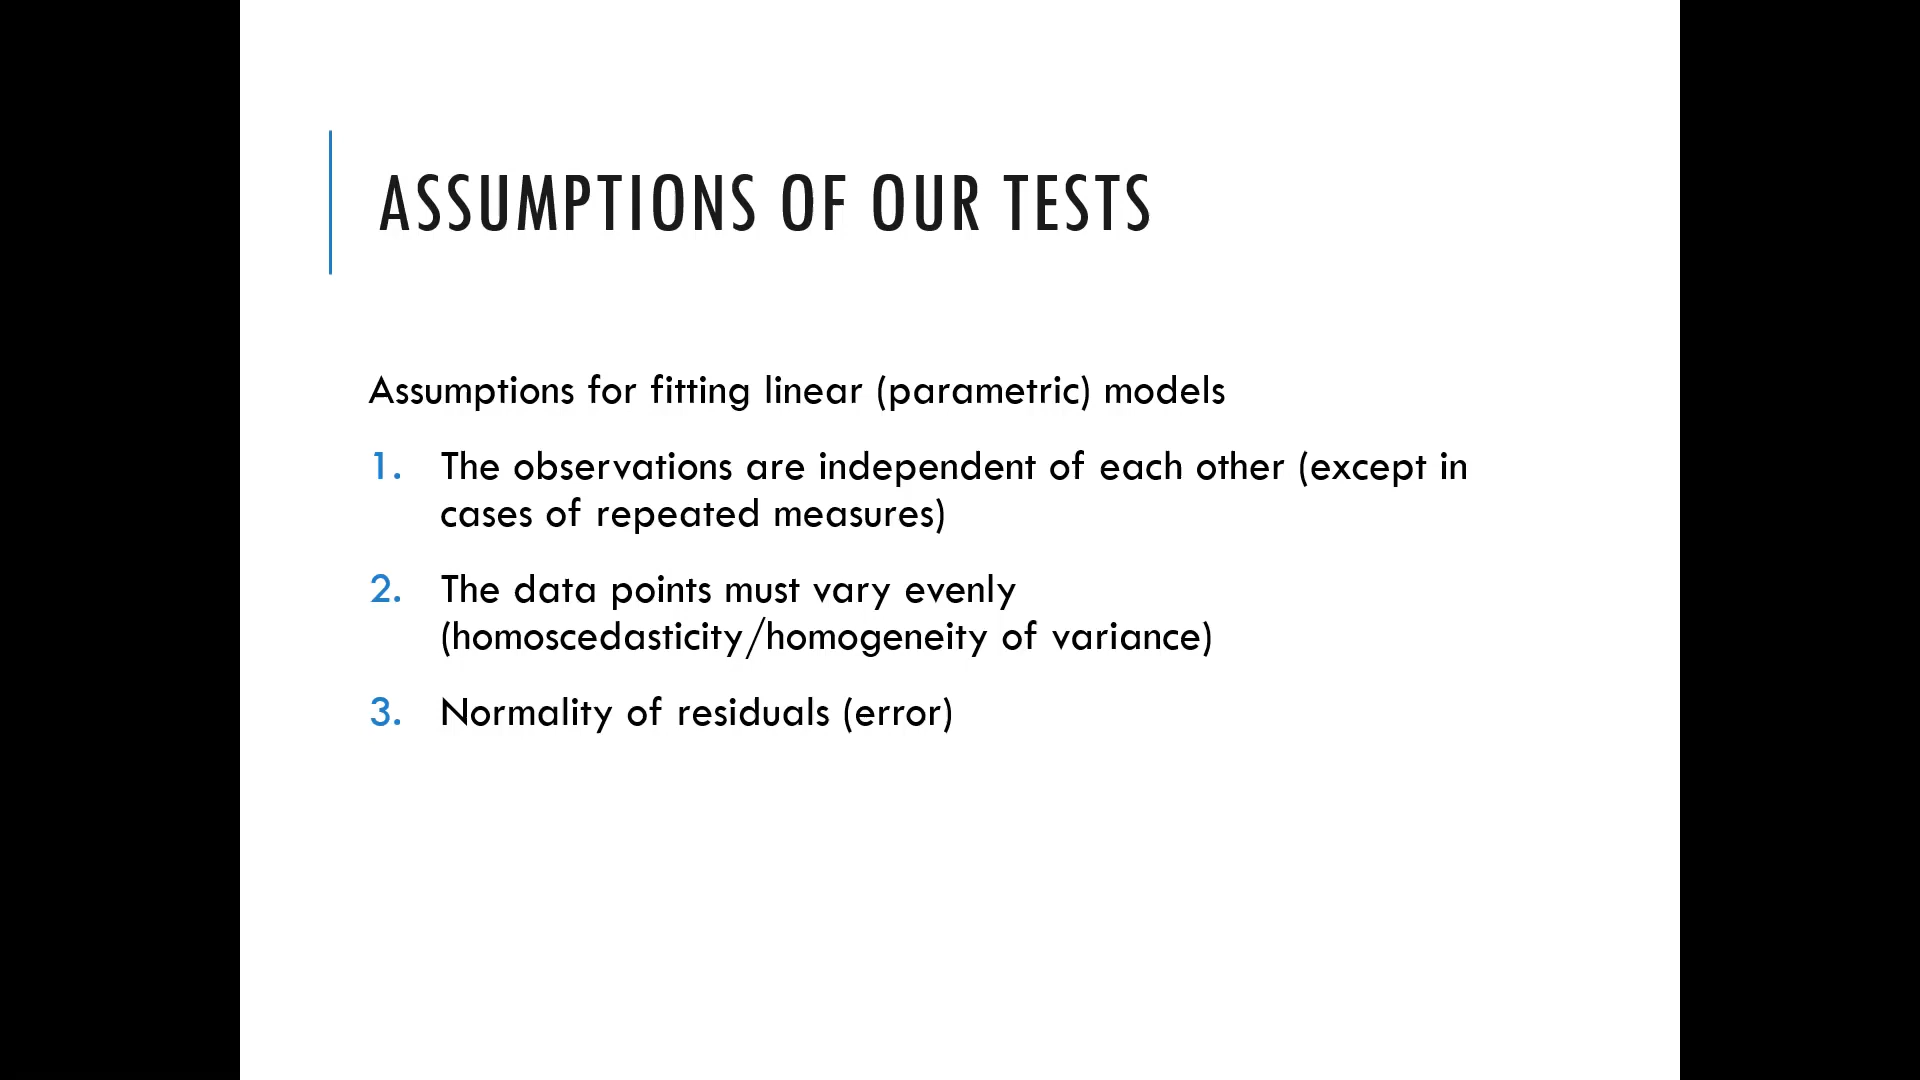 ASSUMPTIONS OF OUR TESTS
Assumptions for fitting linear (parametric) models
1. The observations are independent of each other (except in
cases of repeated measures)
2. The data points must vary evenly
(homoscedasticity/homogeneity of variance)
3. Normality of residuals (error)